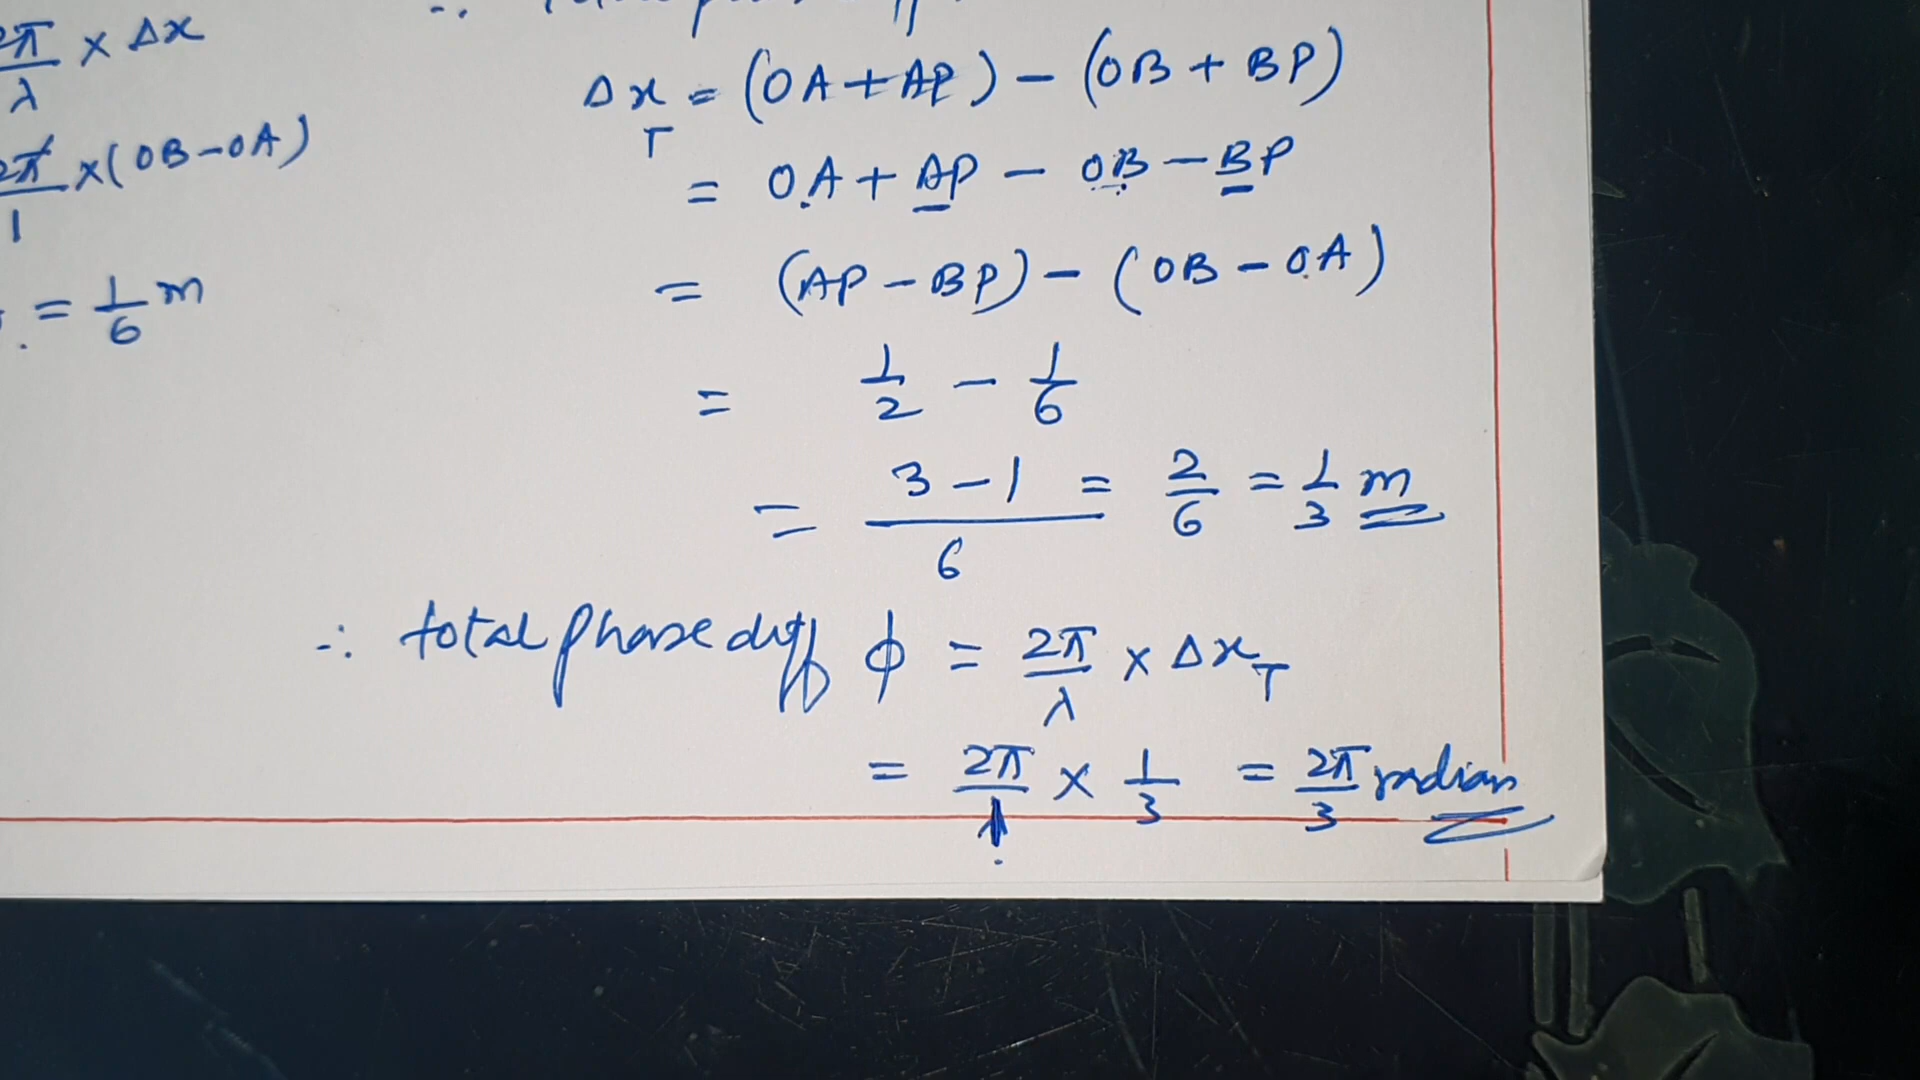 2π/λ × Δx
2π/1 × (OB-OA)
= 1/6 m
∴
Δx_T = (OA+AP) - (OB+BP)
= OA + AP - OB - BP
= (AP - BP) - (OB - OA)
= 1/2 - 1/6
= (3-1)/6 = 2/6 = 1/3 m
∴ total phase diff ϕ = 2π/λ × Δx_T
= 2π/1 × 1/3 = 2π/3 radian